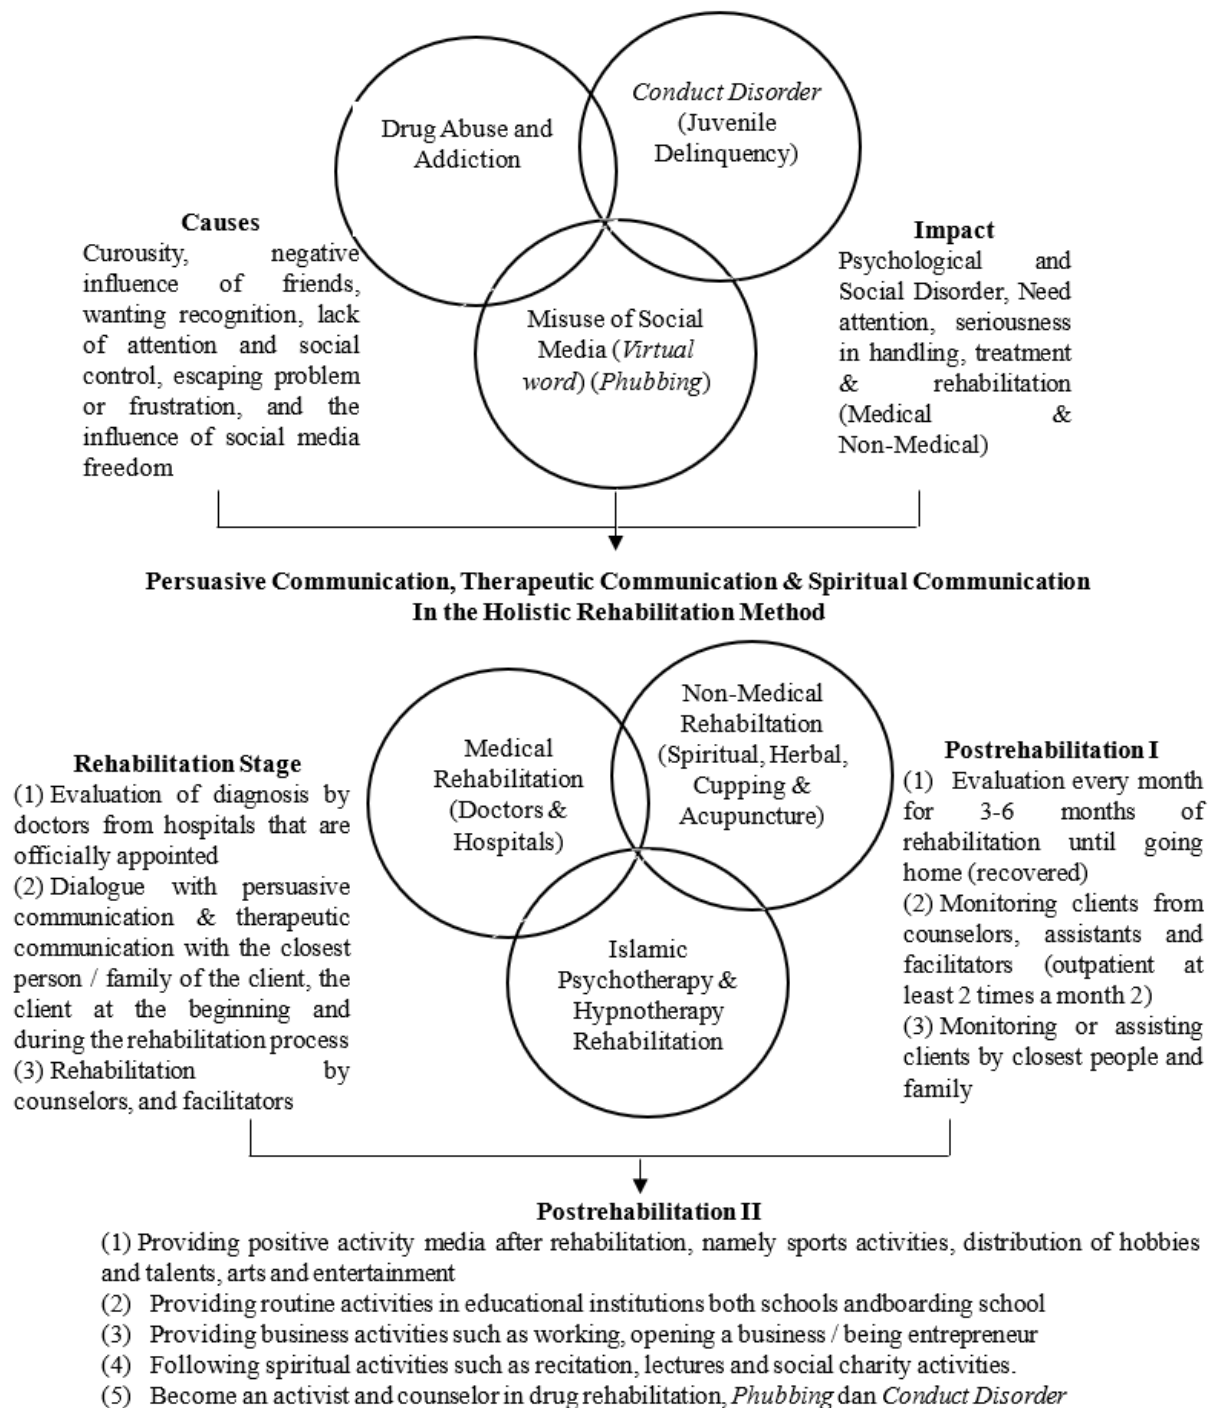 Drug Abuse and
Addiction
Conduct Disorder
(Juvenile
Delinquency)
Causes
Curousity, negative
influence of friends,
wanting recognition, lack
of attention and social
control, escaping problem
or frustration, and the
influence of social media
freedom
Misuse of Social
Media (Virtual
word) (Phubbing)
Impact
Psychological and
Social Disorder, Need
attention, seriousness
in handling, treatment
& rehabilitation
(Medical &
Non-Medical)
Persuasive Communication, Therapeutic Communication & Spiritual Communication
In the Holistic Rehabilitation Method
Medical
Rehabilitation
(Doctors &
Hospitals)
Non-Medical
Rehabiltation
(Spiritual, Herbal,
Cupping &
Acupuncture)
Islamic
Psychotherapy &
Hypnotherapy
Rehabilitation
Rehabilitation Stage
(1) Evaluation of diagnosis by
doctors from hospitals that are
officially appointed
(2) Dialogue with persuasive
communication & therapeutic
communication with the closest
person / family of the client, the
client at the beginning and
during the rehabilitation process
(3) Rehabilitation by
counselors, and facilitators
Postrehabilitation I
(1) Evaluation every month
for 3-6 months of
rehabilitation until going
home (recovered)
(2) Monitoring clients from
counselors, assistants and
facilitators (outpatient at
least 2 times a month 2)
(3) Monitoring or assisting
clients by closest people and
family
Postrehabilitation II
(1) Providing positive activity media after rehabilitation, namely sports activities, distribution of hobbies
and talents, arts and entertainment
(2) Providing routine activities in educational institutions both schools andboarding school
(3) Providing business activities such as working, opening a business / being entrepreneur
(4) Following spiritual activities such as recitation, lectures and social charity activities.
(5) Become an activist and counselor in drug rehabilitation, Phubbing dan Conduct Disorder